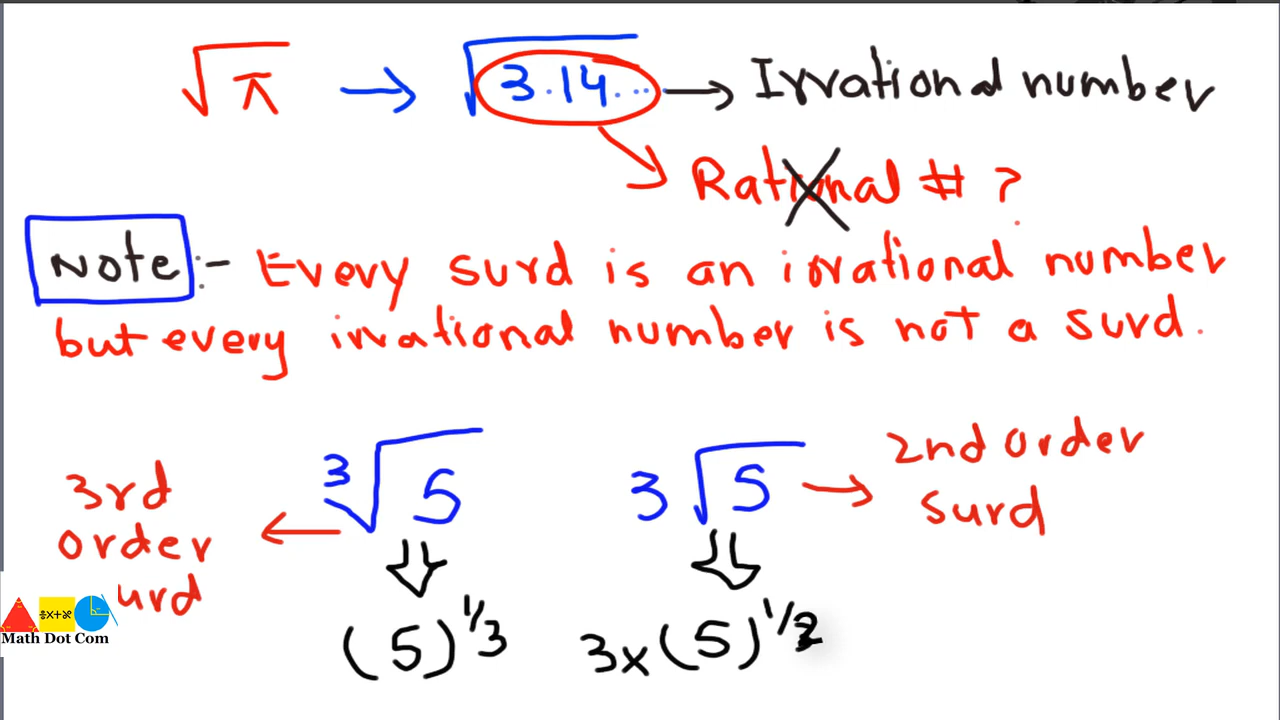 √π → √3.14... → Irrational number
Rational # ?
Note :- Every surd is an irrational number
but every irrational number is not a surd.
3rd
order
urd
∛5
3√5 → 2nd order
surd
(5)^1/3
3x(5)^1/2
÷x+
Math Dot Com